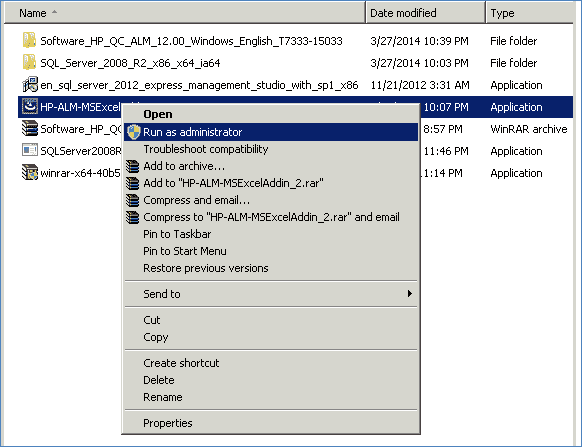 Name Date modified Type
Software_HP_QC_ALM_12.00_Windows_English_T7333-15033 3/27/2014 10:39 PM File folder
SQL_Server_2008_R2_x86_x64_ia64 3/27/2014 10:03 PM File folder
en_sql_server_2012_express_management_studio_with_sp1_x86 11/21/2012 3:31 AM Application
HP-ALM-MSExcel 10:07 PM Application
Open
Run as administrator
Software_HP_Q 8:57 PM WinRAR archive
Troubleshoot compatibility
SQLServer2008R 11:46 PM Application
Add to archive...
winrar-x64-40b5 11:14 PM Application
Add to "HP-ALM-MSExcelAddin_2.rar"
Compress and email...
Compress to "HP-ALM-MSExcelAddin_2.rar" and email
Pin to Taskbar
Pin to Start Menu
Restore previous versions
Send to
Cut
Copy
Create shortcut
Delete
Rename
Properties